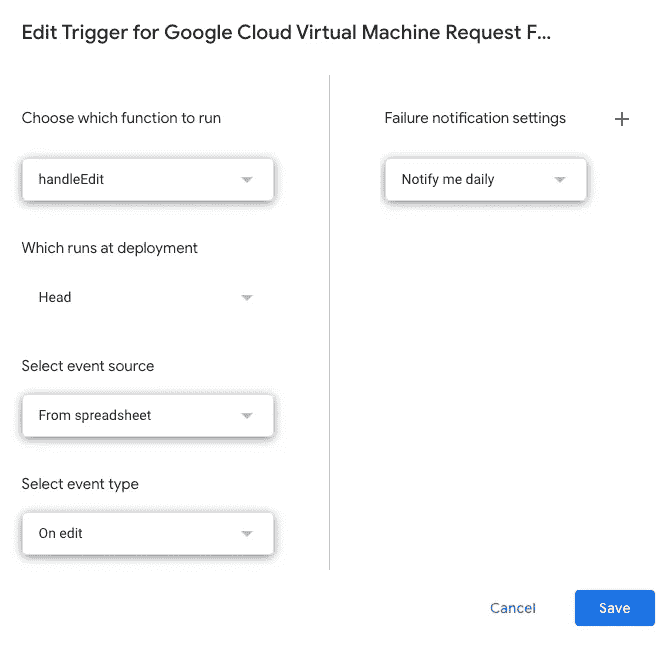 Edit Trigger for Google Cloud Virtual Machine Request F...
Choose which function to run
handleEdit
Which runs at deployment
Head
Select event source
From spreadsheet
Select event type
On edit
Failure notification settings
Notify me daily
Cancel
Save